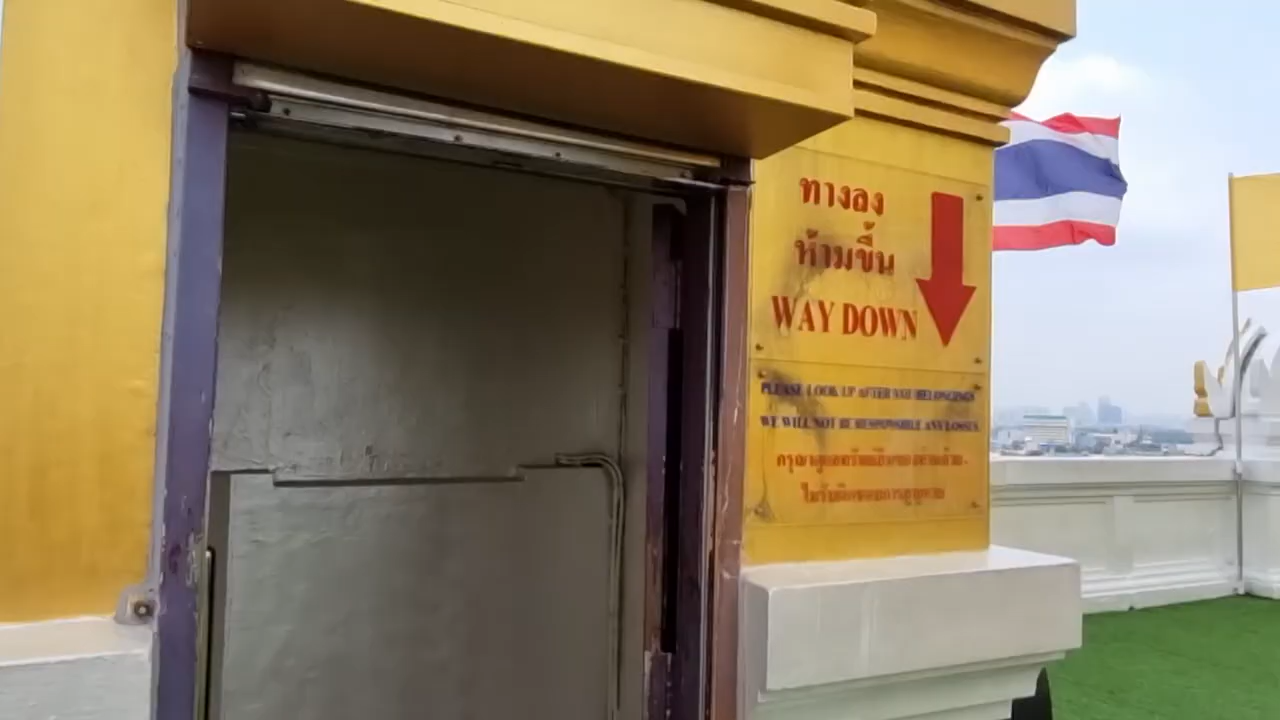 ทางลง
ห้ามขึ้น
WAY DOWN
PLEASE LOOK UP AFTER YOU BELONGINGS
WE WILL NOT BE RESPONSIBLE ANY LOSSES